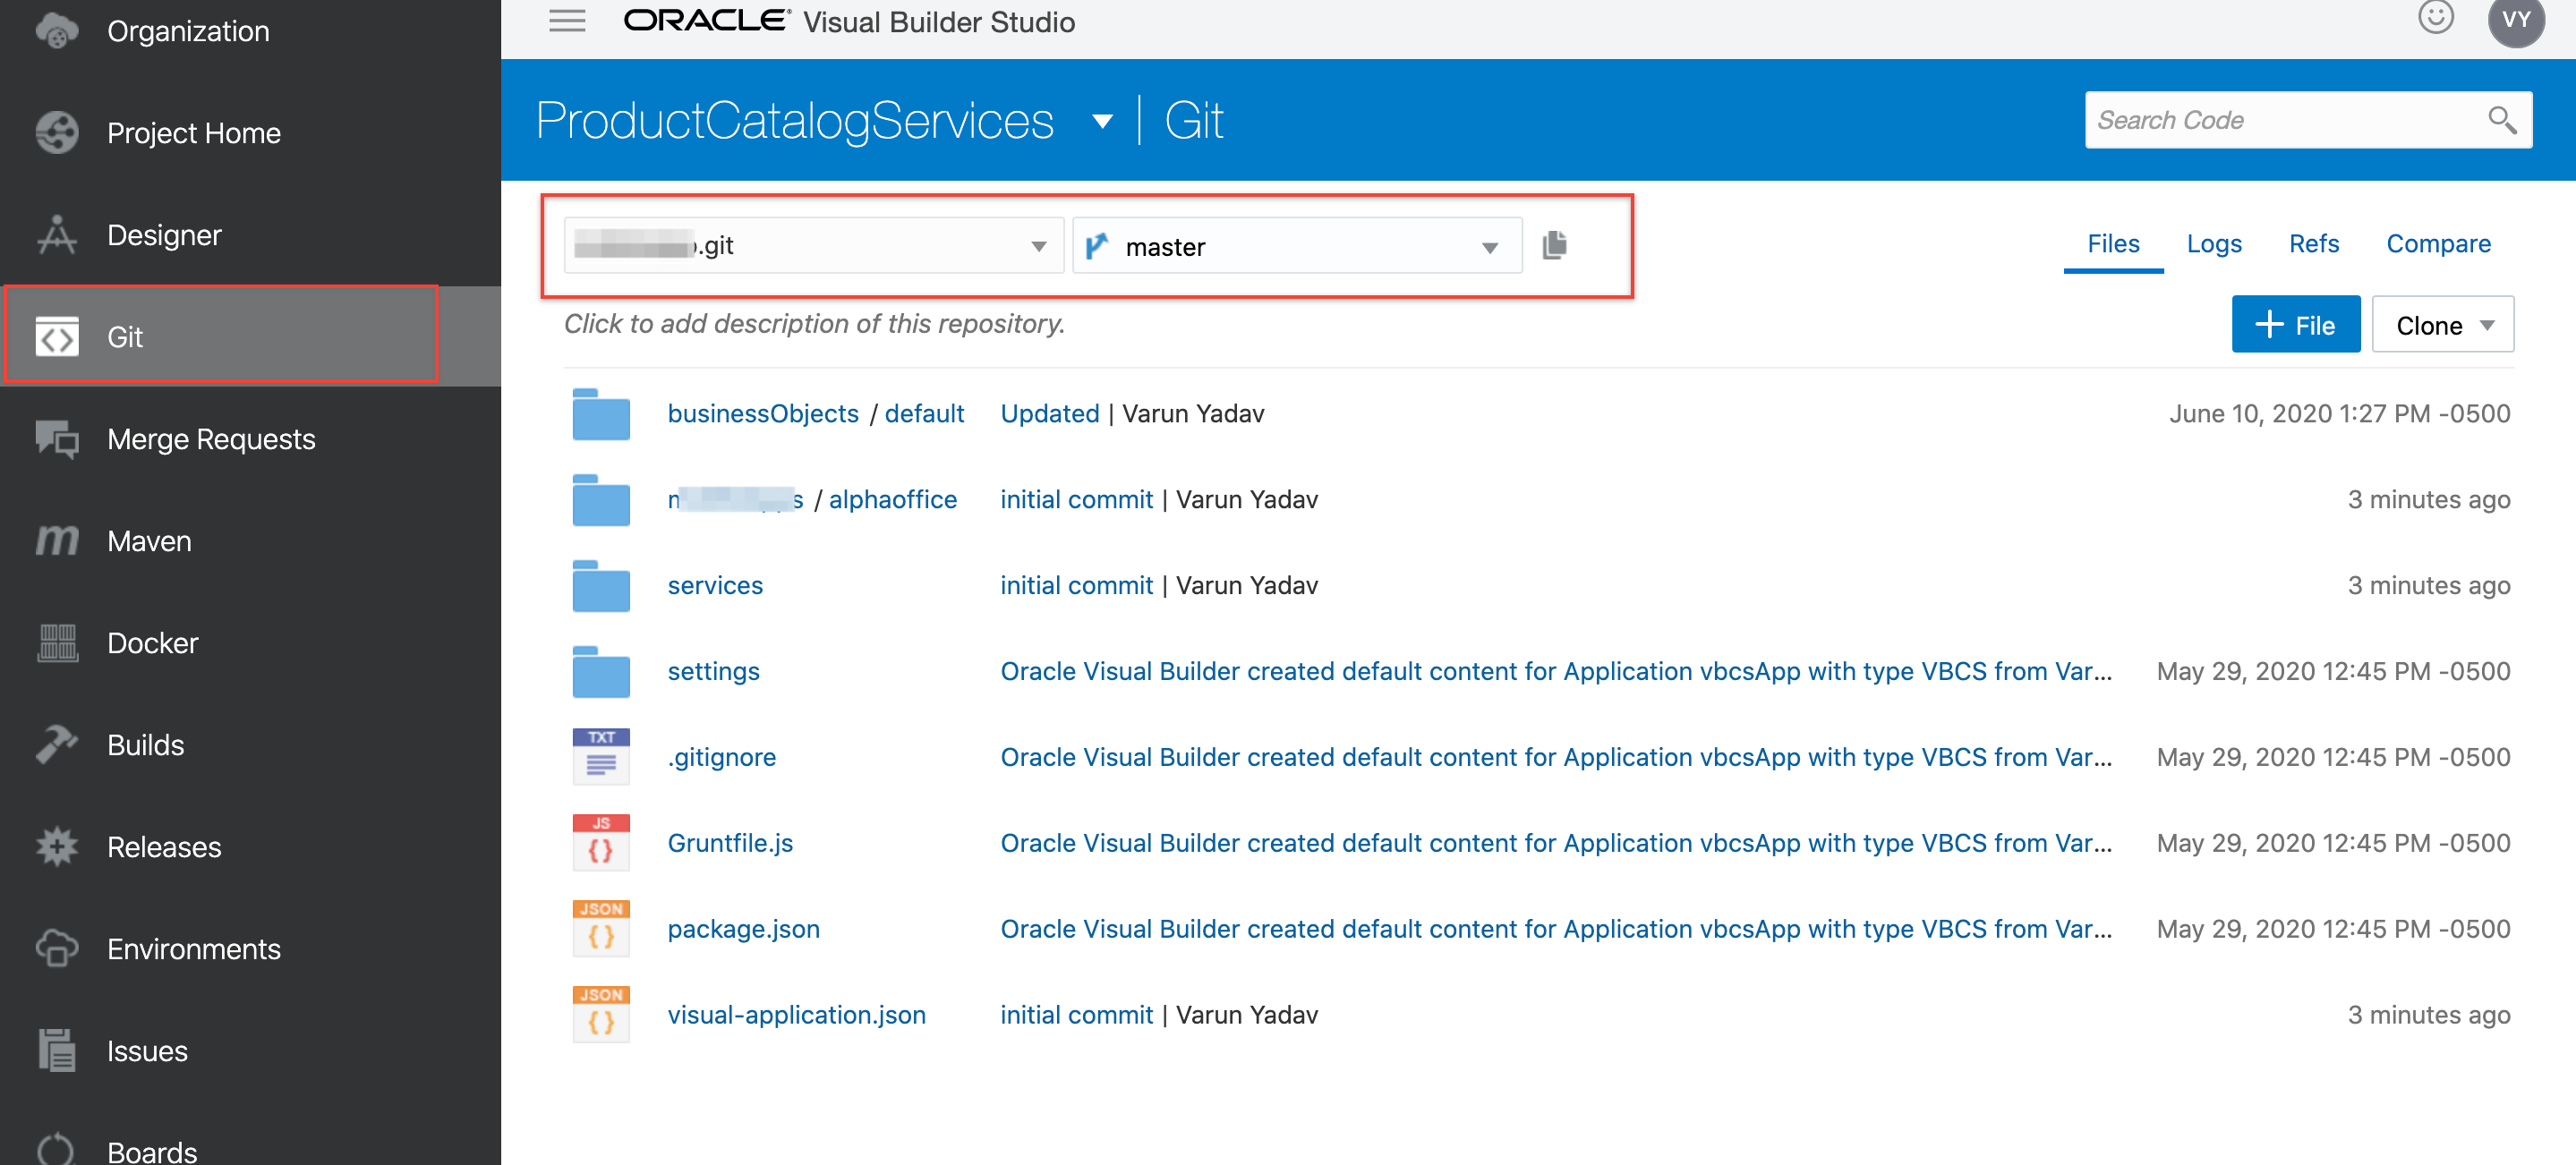 Organization
Project Home
Designer
Git
Merge Requests
Maven
Docker
Builds
Releases
Environments
Issues
Boards
ORACLE® Visual Builder Studio
VY
ProductCatalogServices | Git
Search Code
.git
master
Files Logs Refs Compare
Click to add description of this repository.
+ File
Clone
businessObjects / default Updated | Varun Yadav June 10, 2020 1:27 PM -0500
/ alphaoffice initial commit | Varun Yadav 3 minutes ago
services initial commit | Varun Yadav 3 minutes ago
settings Oracle Visual Builder created default content for Application vbcsApp with type VBCS from Var... May 29, 2020 12:45 PM -0500
TXT
.gitignore Oracle Visual Builder created default content for Application vbcsApp with type VBCS from Var... May 29, 2020 12:45 PM -0500
JS
{}
Gruntfile.js Oracle Visual Builder created default content for Application vbcsApp with type VBCS from Var... May 29, 2020 12:45 PM -0500
JSON
{}
package.json Oracle Visual Builder created default content for Application vbcsApp with type VBCS from Var... May 29, 2020 12:45 PM -0500
JSON
{}
visual-application.json initial commit | Varun Yadav 3 minutes ago